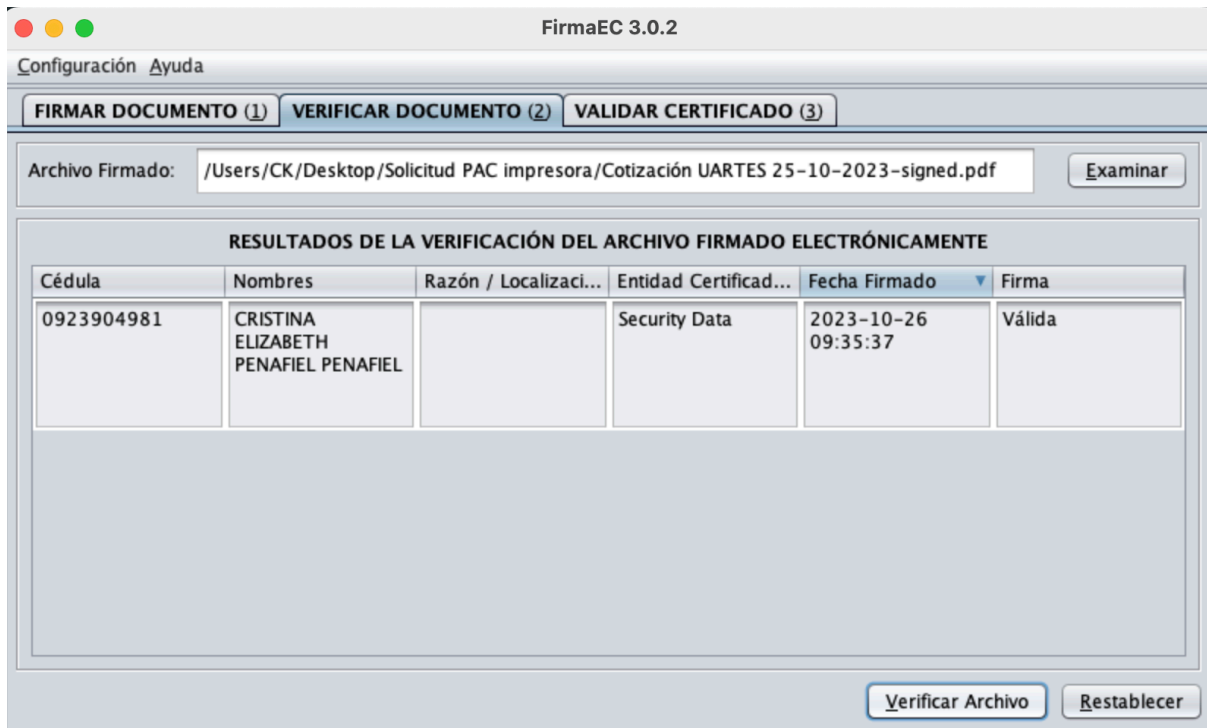 FirmaEC 3.0.2
Configuración Ayuda
FIRMAR DOCUMENTO (1) VERIFICAR DOCUMENTO (2) VALIDAR CERTIFICADO (3)
Archivo Firmado: /Users/CK/Desktop/Solicitud PAC impresora/Cotización UARTES 25-10-2023-signed.pdf Examinar
RESULTADOS DE LA VERIFICACIÓN DEL ARCHIVO FIRMADO ELECTRÓNICAMENTE
Cédula Nombres Razón / Localizaci... Entidad Certificad... Fecha Firmado Firma
0923904981 CRISTINA Security Data 2023-10-26 Válida
ELIZABETH 09:35:37
PENAFIEL PENAFIEL
Verificar Archivo Restablecer